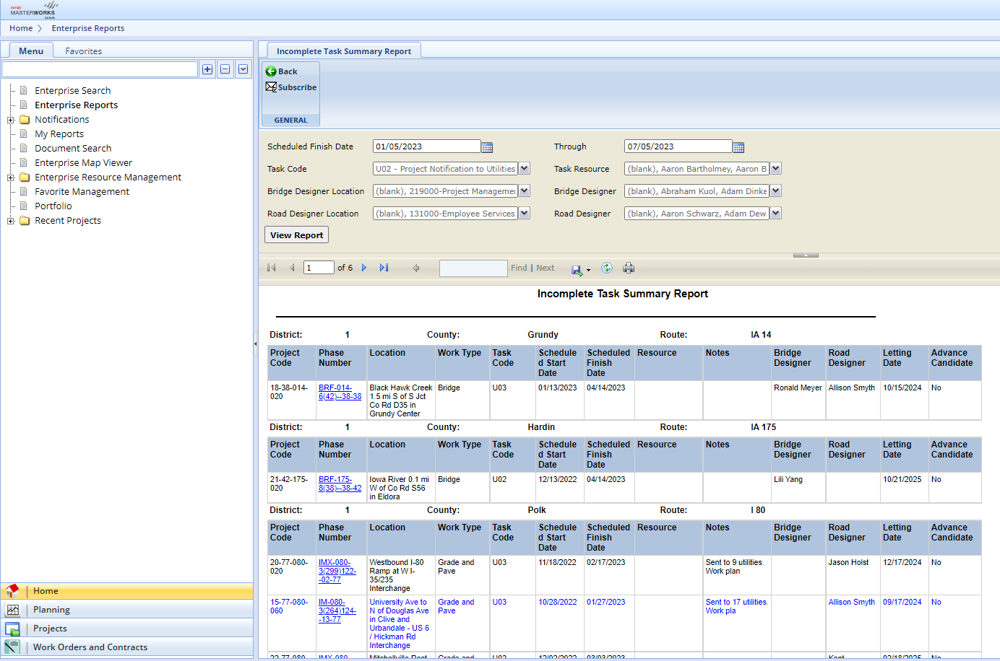 aurigo
MASTERWORKS
CLOUD
Home Enterprise Reports
Menu Favorites
Enterprise Search
Enterprise Reports
Notifications
My Reports
Document Search
Enterprise Map Viewer
Enterprise Resource Management
Favorite Management
Portfolio
Recent Projects
Home
Planning
Projects
Work Orders and Contracts
Incomplete Task Summary Report
Back
Subscribe
GENERAL
Scheduled Finish Date 01/05/2023 Through 07/05/2023
Task Code U02 - Project Notification to Utilities Task Resource (blank), Aaron Bartholmey, Aaron B
Bridge Designer Location (blank), 219000-Project Manageme Bridge Designer (blank), Abraham Kuol, Adam Dinke
Road Designer Location (blank), 131000-Employee Services Road Designer (blank), Aaron Schwarz, Adam Dew
View Report
1 of 6 Find | Next
Incomplete Task Summary Report
District: 1 County: Grundy Route: IA 14
Project Phase Location Work Type Task Schedule Scheduled Resource Notes Bridge Road Letting Advance
Code Number Code d Start Finish Designer Designer Date Candidate
Date Date
18-38-014- BRF-014- Black Hawk Creek Bridge U03 01/13/2023 04/14/2023 Ronald Meyer Allison Smyth 10/15/2024 No
020 6(42)--38-38 1.5 mi S of S Jct
Co Rd D35 in
Grundy Center
District: 1 County: Hardin Route: IA 175
Project Phase Location Work Type Task Schedule Scheduled Resource Notes Bridge Road Letting Advance
Code Number Code d Start Finish Designer Designer Date Candidate
Date Date
21-42-175- BRF-175- Iowa River 0.1 mi Bridge U02 12/13/2022 04/14/2023 Lili Yang 10/21/2025 No
020 8(38)--38-42 W of Co Rd S56
in Eldora
District: 1 County: Polk Route: I 80
Project Phase Location Work Type Task Schedule Scheduled Resource Notes Bridge Road Letting Advance
Code Number Code d Start Finish Designer Designer Date Candidate
Date Date
20-77-080- IMX-080- Westbound I-80 Grade and U03 11/18/2022 02/17/2023 Sent to 9 utilities. Jason Holst 12/17/2024 No
020 3(299)122- Ramp at W I- Pave Work plan
-02-77 35/235
Interchange
15-77-080- IM-080- University Ave to Grade and U03 10/28/2022 01/27/2023 Sent to 17 utilities. Allison Smyth 09/17/2024 No
060 3(264)124- N of Douglas Ave Pave Work pla
-13-77 in Clive and
Urbandale - US 6
/ Hickman Rd
Interchange